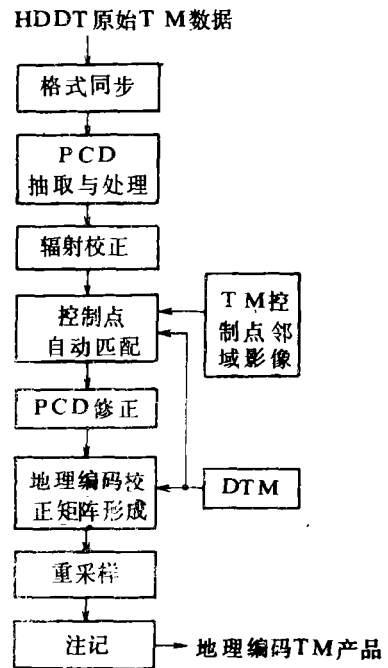 HDDT原始TM数据
格式同步
PCD
抽取与处理
辐射校正
控制点
自动匹配
TM控
制点邻
域影像
PCD修正
地理编码校
正矩阵形成
DTM
重采样
注记
地理编码TM产品